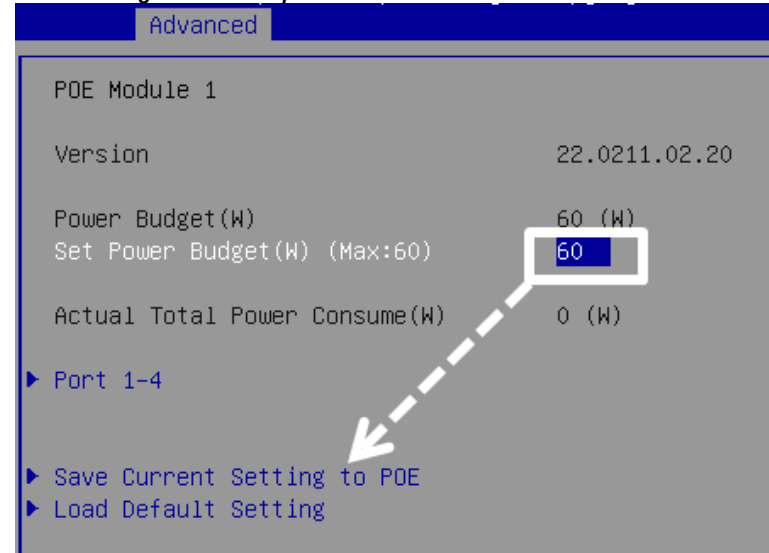 Advanced
POE Module 1
Version 22.0211.02.20
Power Budget(W) 60 (W)
Set Power Budget(W) (Max:60) 60
Actual Total Power Consume(W) 0 (W)
Port 1-4
Save Current Setting to POE
Load Default Setting